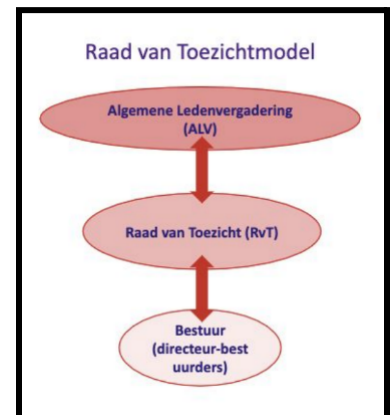 Raad van Toezichtmodel
Algemene Ledenvergadering
(ALV)
Raad van Toezicht (RvT)
Bestuur
(directeur-best
uurders)